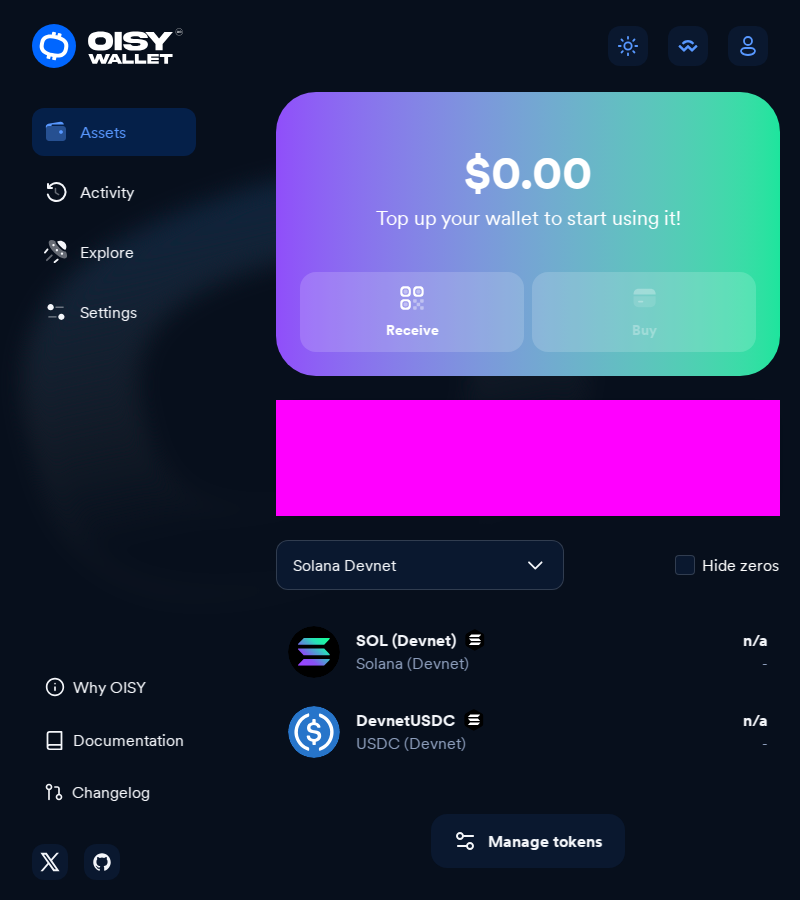 OISY
WALLET
Assets
Activity
Explore
Settings
$0.00
Top up your wallet to start using it!
Receive
Buy
Solana Devnet
Hide zeros
SOL (Devnet)
n/a
Solana (Devnet)
-
DevnetUSDC
n/a
USDC (Devnet)
-
Why OISY
Documentation
Changelog
Manage tokens